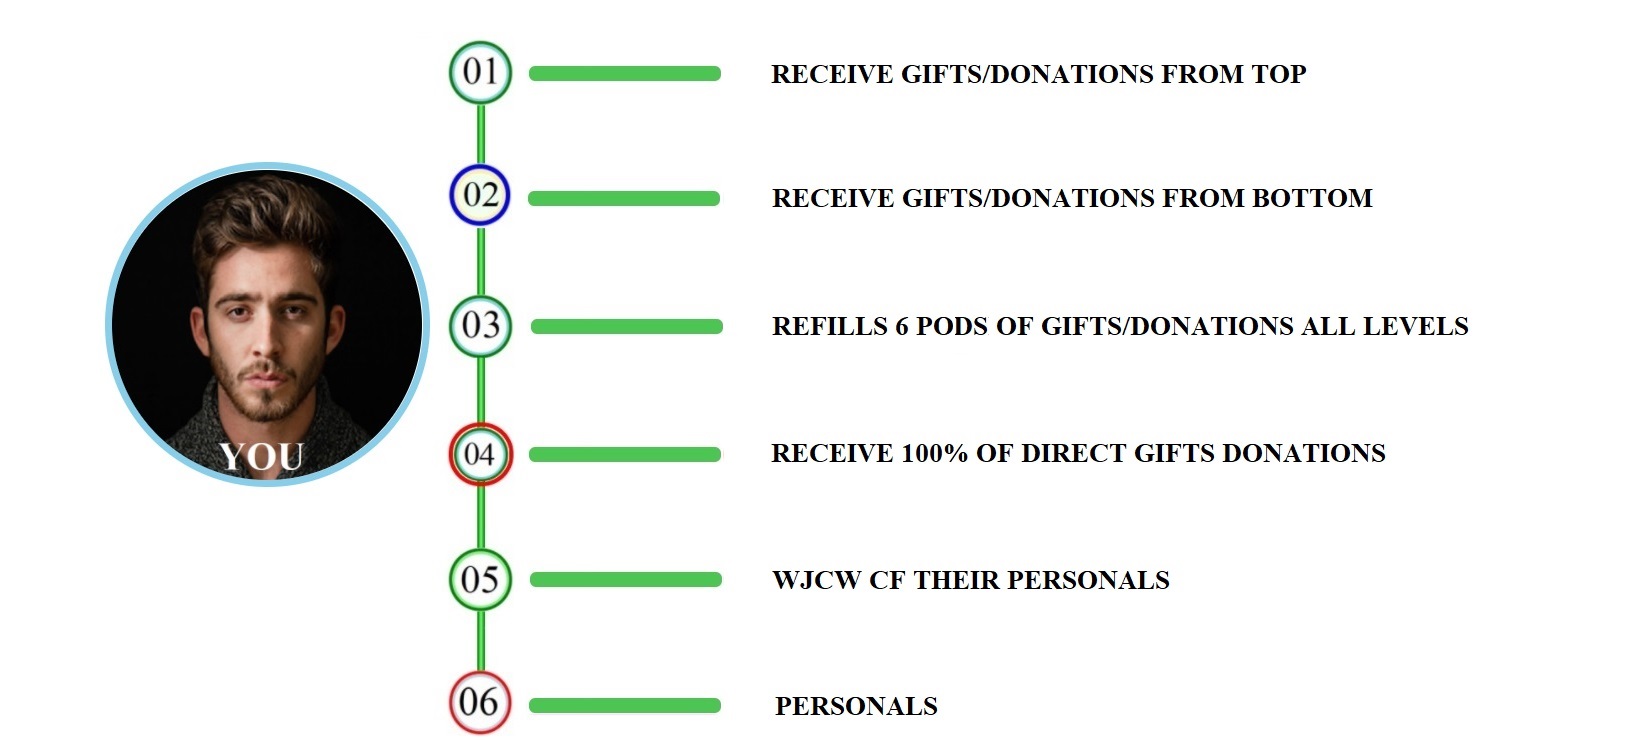 01
RECEIVE GIFTS/DONATIONS FROM TOP
02
RECEIVE GIFTS/DONATIONS FROM BOTTOM
03
REFILLS 6 PODS OF GIFTS/DONATIONS ALL LEVELS
YOU
04
RECEIVE 100% OF DIRECT GIFTS DONATIONS
05
WJCW CF THEIR PERSONALS
06
PERSONALS